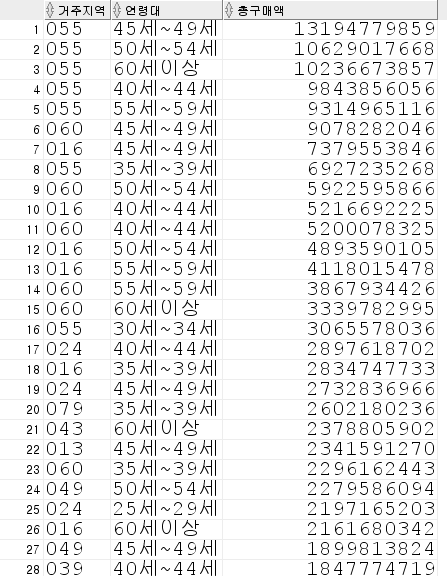 거주지역 연령대 총구매액
1 055 45세~49세 13194779859
2 055 50세~54세 10629017668
3 055 60세이상 10236673857
4 055 40세~44세 9843856056
5 055 55세~59세 9314965116
6 060 45세~49세 9078282046
7 016 45세~49세 7379553846
8 055 35세~39세 6927235268
9 060 50세~54세 5922595866
10 016 40세~44세 5216692225
11 060 40세~44세 5200078325
12 016 50세~54세 4893590105
13 016 55세~59세 4118015478
14 060 55세~59세 3867934426
15 060 60세이상 3339782995
16 055 30세~34세 3065578036
17 024 40세~44세 2897618702
18 016 35세~39세 2834747733
19 024 45세~49세 2732836966
20 079 35세~39세 2602180236
21 043 60세이상 2378805902
22 013 45세~49세 2341591270
23 060 35세~39세 2296162443
24 049 50세~54세 2279586094
25 024 25세~29세 2197165203
26 016 60세이상 2161680342
27 049 45세~49세 1899813824
28 039 40세~44세 1847774719